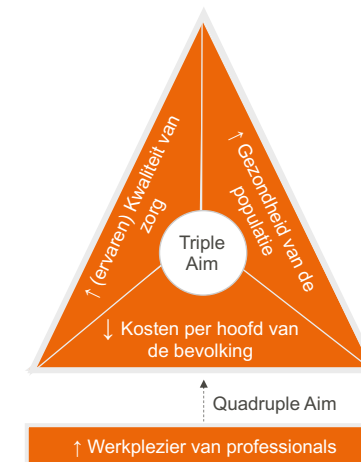 ↑ (ervaren) Kwaliteit van
zorg
↑ Gezondheid van de
populatie
Triple
Aim
↓ Kosten per hoofd van
de bevolking
Quadruple Aim
↑ Werkplezier van professionals